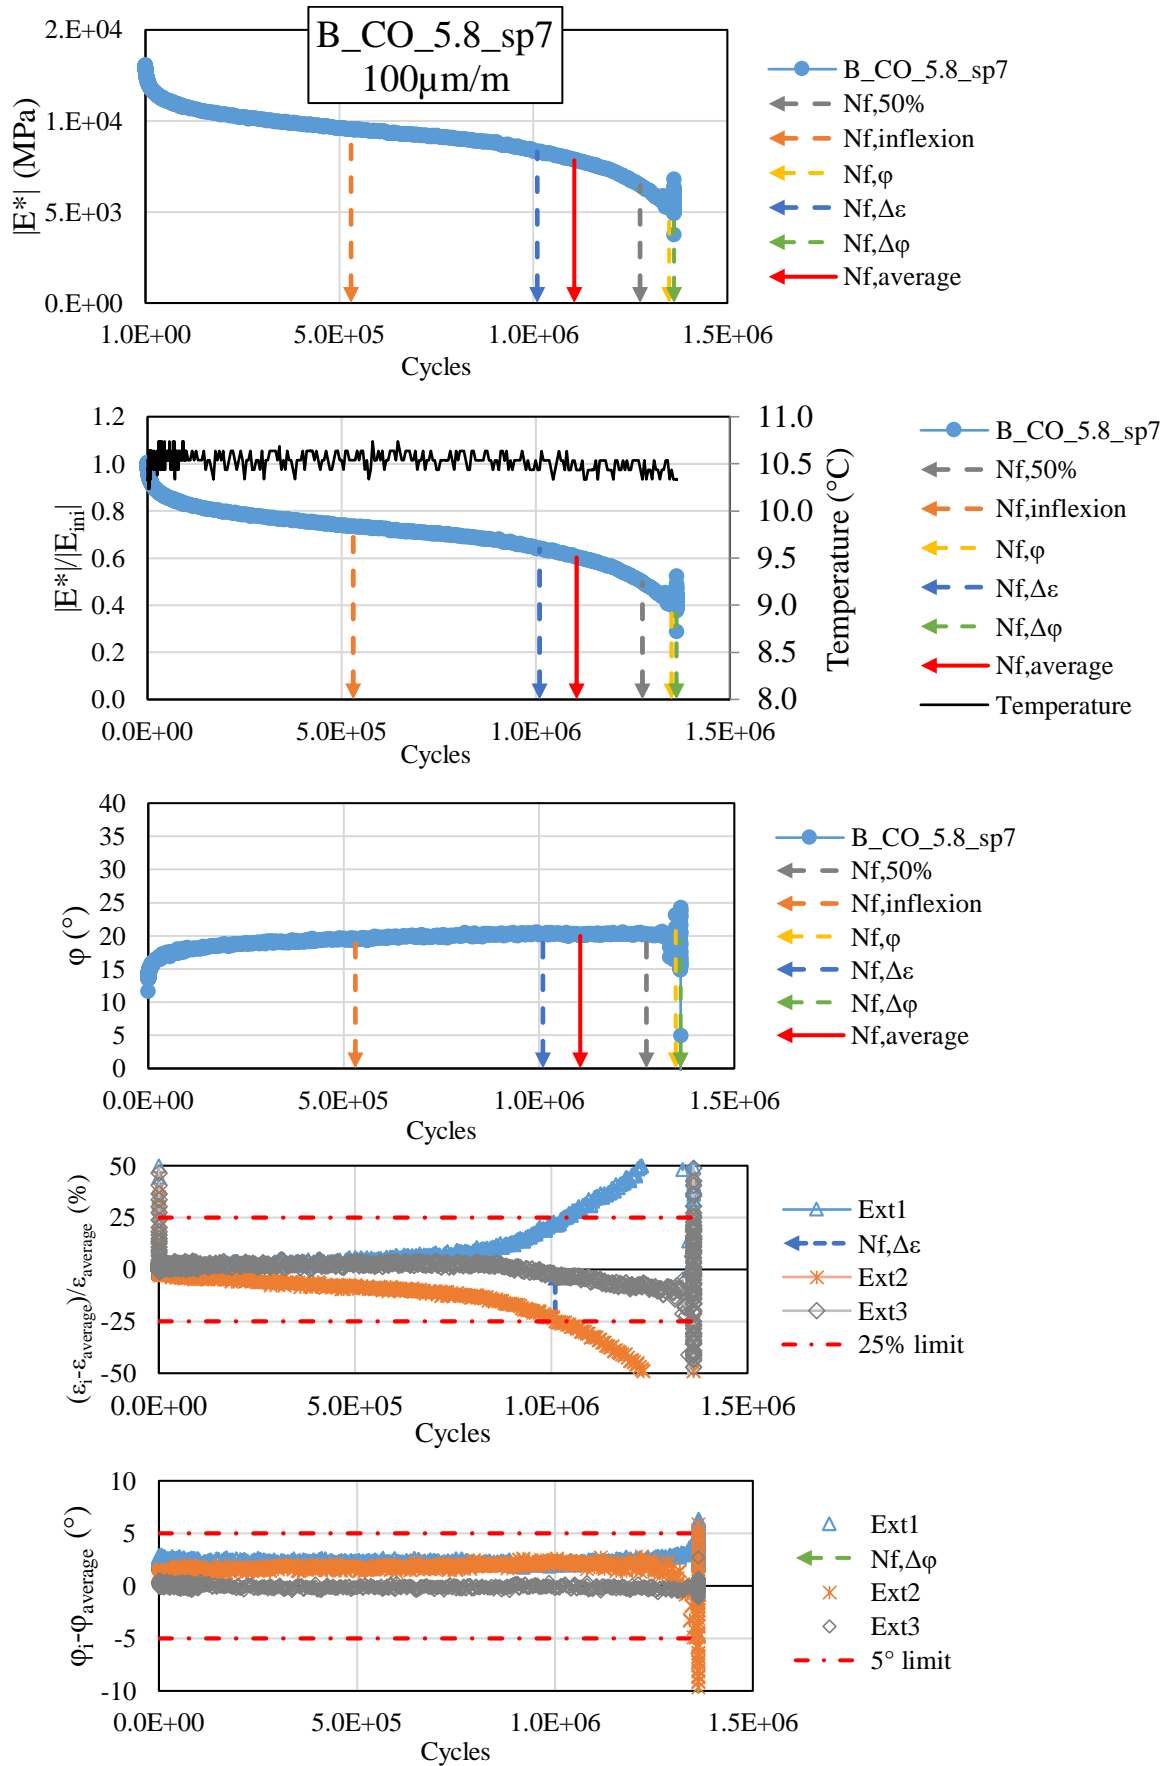 B_CO_5.8_sp7
100µm/m
2.E+04
1.E+04
5.E+03
0.E+00
|E*| (MPa)
1.0E+00
5.0E+05
1.0E+06
1.5E+06
Cycles
B_CO_5.8_sp7
Nf,50%
Nf,inflexion
Nf,φ
Nf,Δε
Nf,Δφ
Nf,average
1.2
1.0
0.8
0.6
0.4
0.2
0.0
|E*|/|E_ini|
11.0
10.5
10.0
9.5
9.0
8.5
8.0
Temperature (°C)
0.0E+00
5.0E+05
1.0E+06
1.5E+06
Cycles
B_CO_5.8_sp7
Nf,50%
Nf,inflexion
Nf,φ
Nf,Δε
Nf,Δφ
Nf,average
Temperature
40
35
30
25
20
15
10
5
0
φ (°)
0.0E+00
5.0E+05
1.0E+06
1.5E+06
Cycles
B_CO_5.8_sp7
Nf,50%
Nf,inflexion
Nf,φ
Nf,Δε
Nf,Δφ
Nf,average
50
25
0
-25
-50
(ε_i-ε_average)/ε_average (%)
0.0E+00
5.0E+05
1.0E+06
1.5E+06
Cycles
Ext1
Nf,Δε
Ext2
Ext3
25% limit
10
5
0
-5
-10
φ_i-φ_average (°)
0.0E+00
5.0E+05
1.0E+06
1.5E+06
Cycles
Ext1
Nf,Δφ
Ext2
Ext3
5° limit